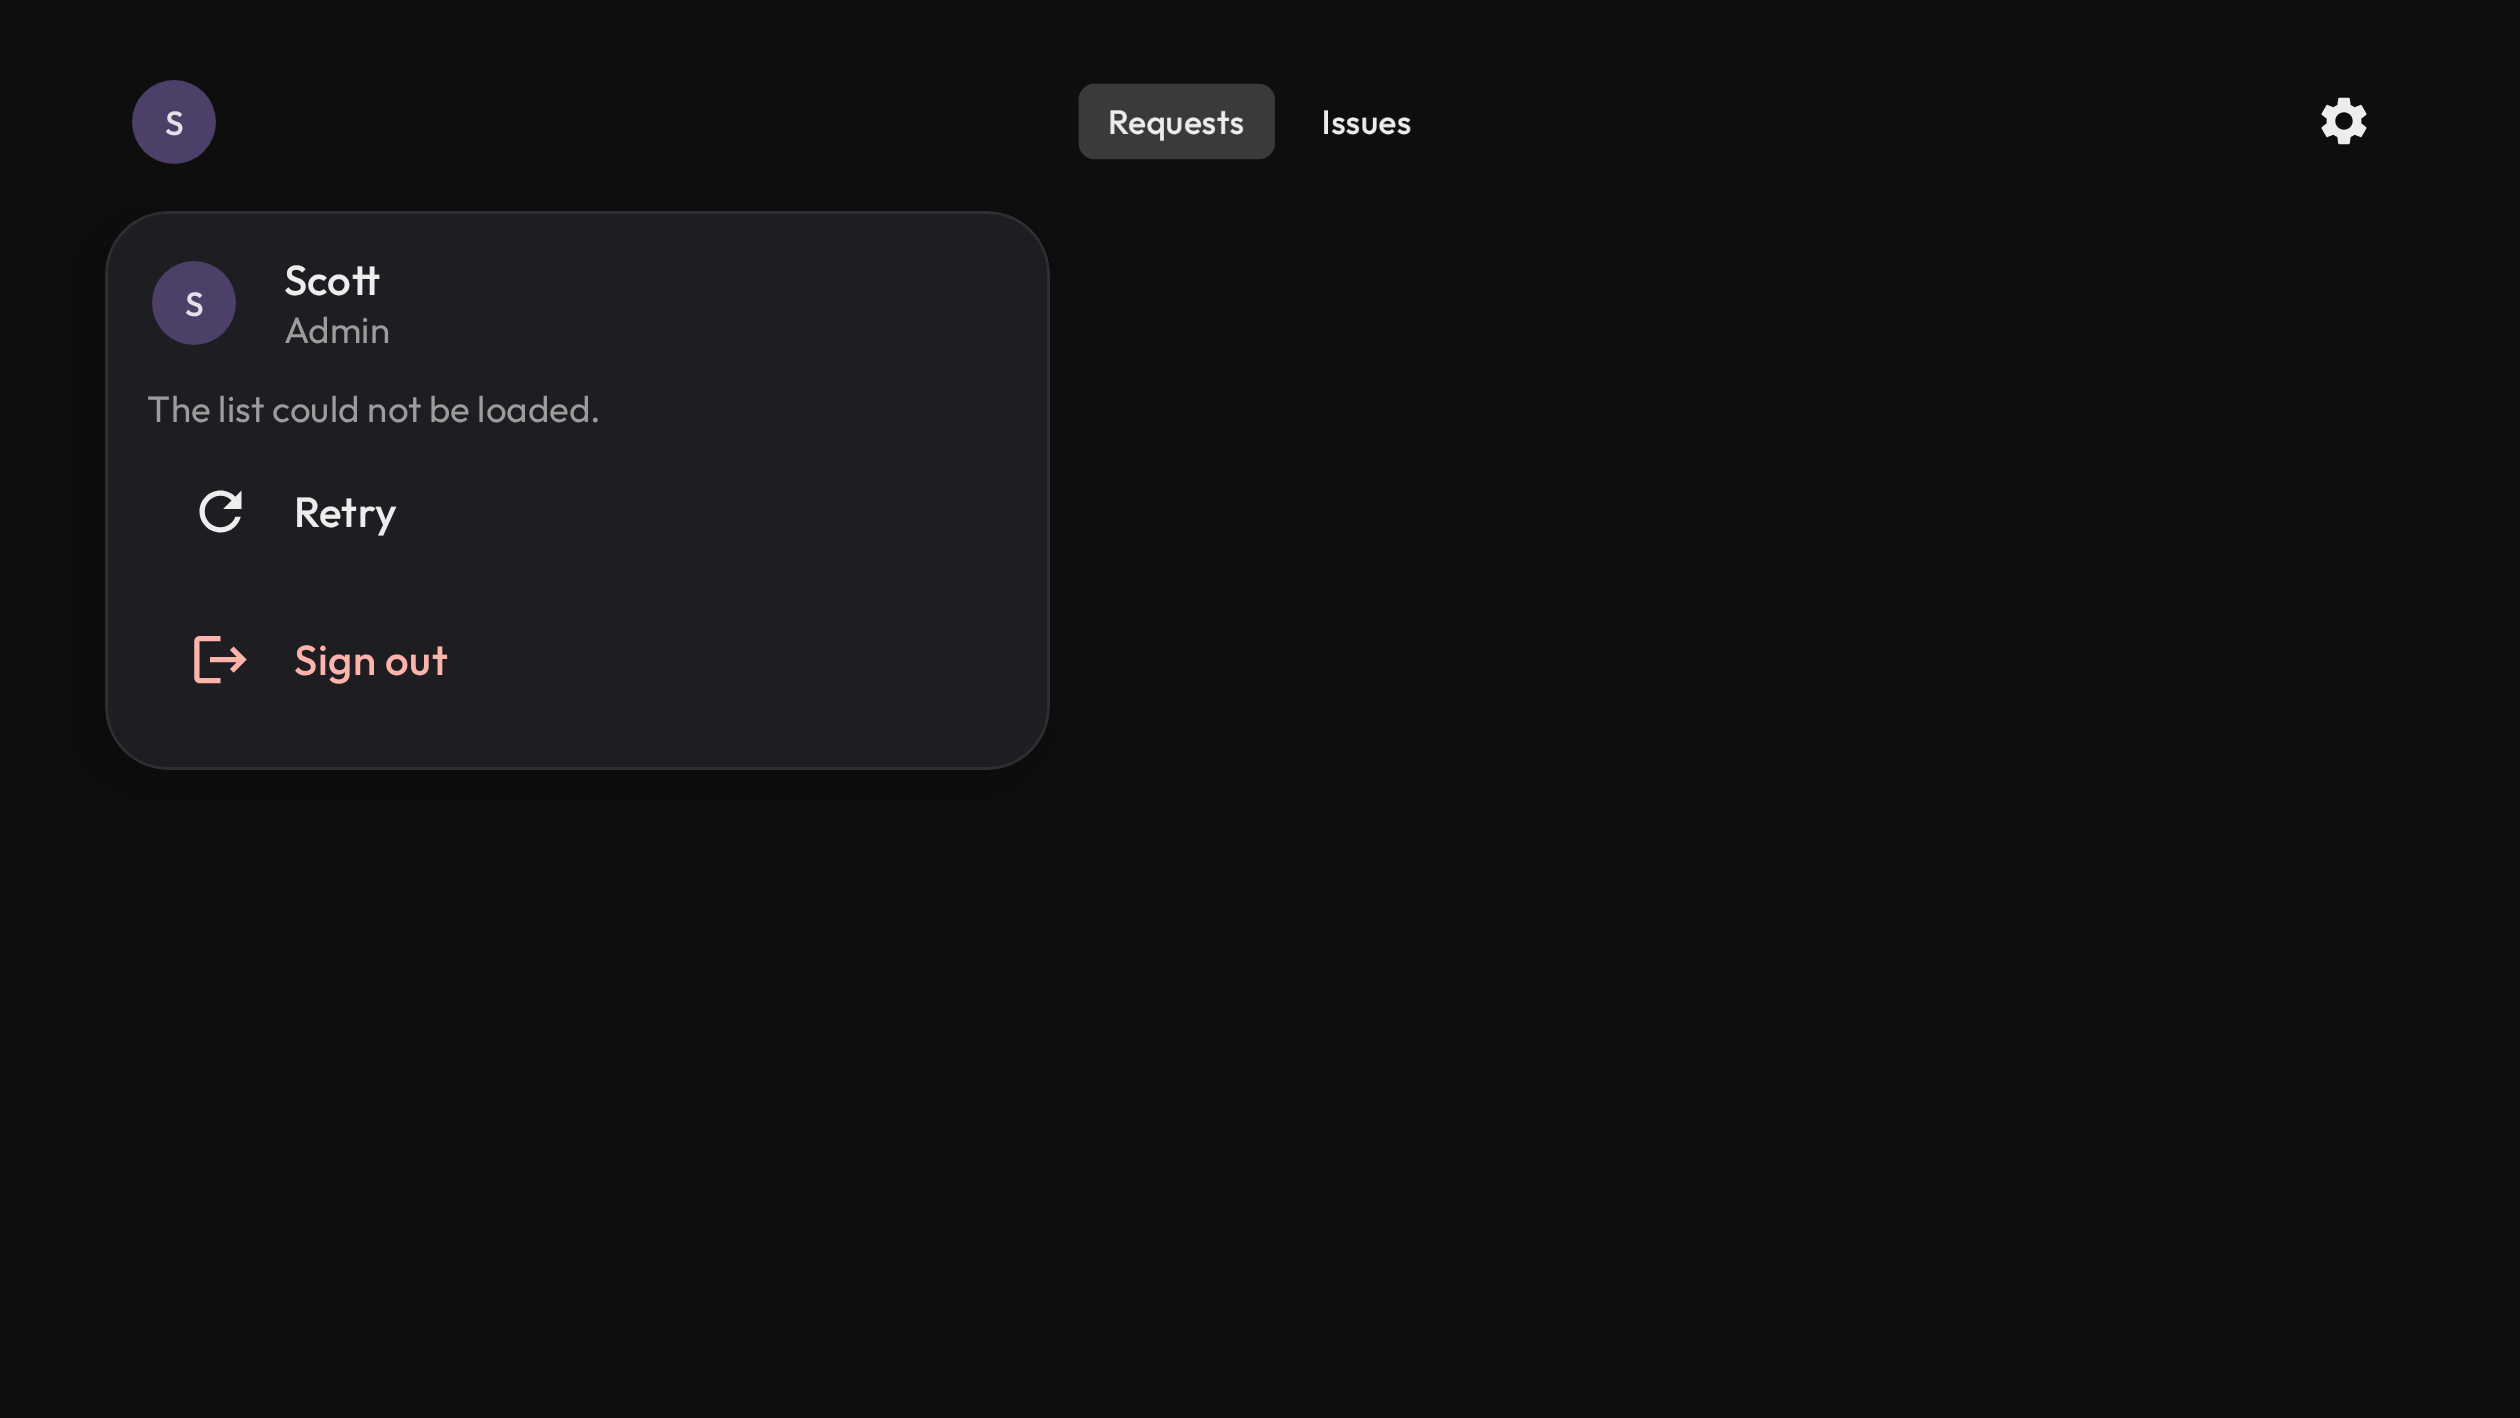 S
Requests
Issues
S
Scott
Admin
The list could not be loaded.
Retry
Sign out